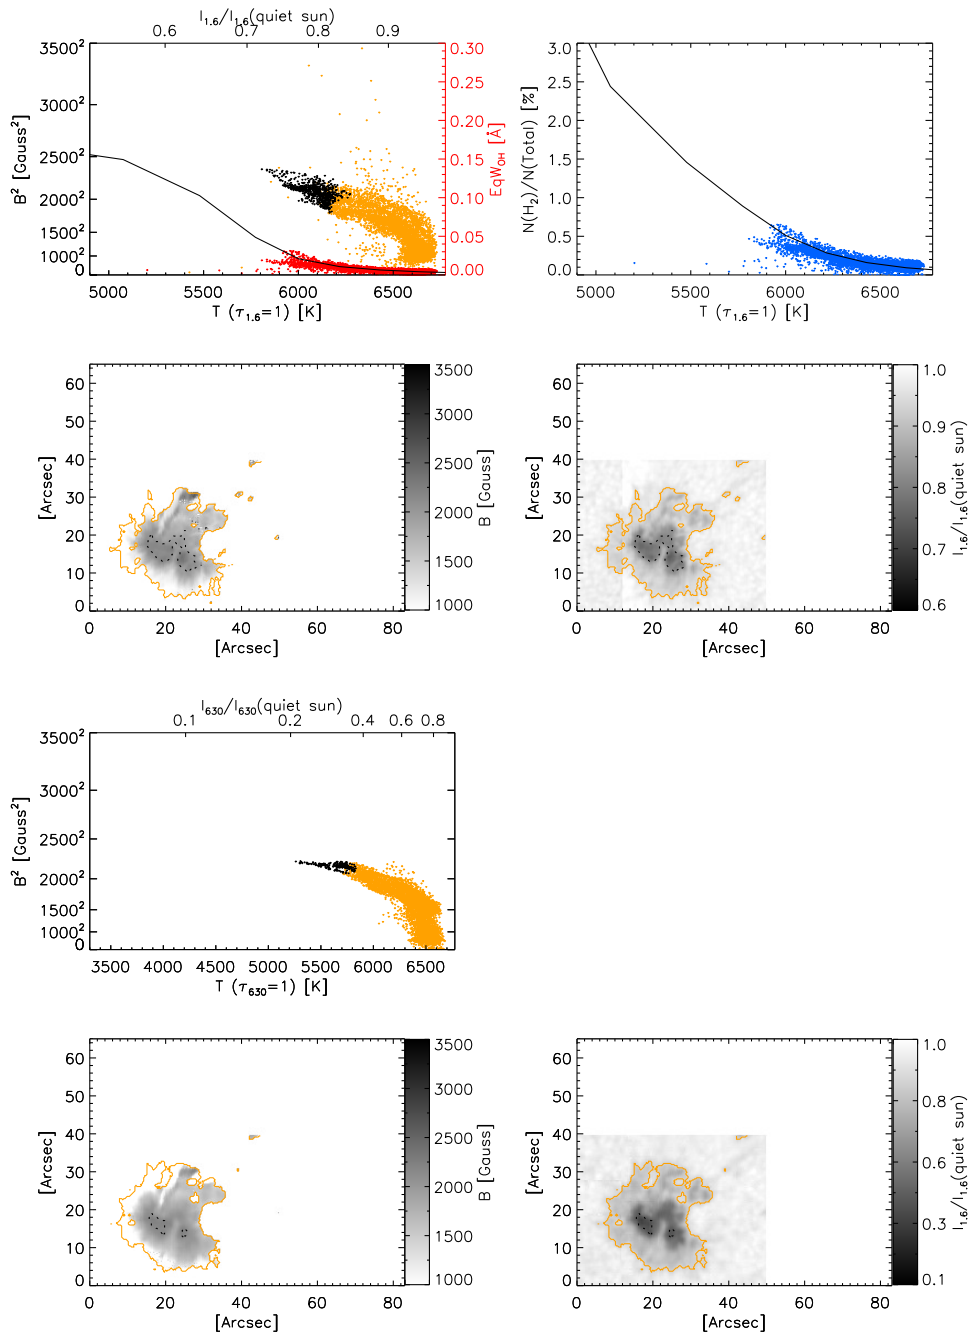 I1.6/I1.6(quiet sun)
0.6 0.7 0.8 0.9
3500² 3000² 2500² 2000² 1500² 1000² 0
B² [Gauss²]
0.30 0.25 0.20 0.15 0.10 0.05 0.00
EqWOH [Å]
5000 5500 6000 6500
T (τ1.6=1) [K]
3.0 2.5 2.0 1.5 1.0 0.5 0.0
N(H2)/N(Total) [%]
5000 5500 6000 6500
T (τ1.6=1) [K]
60 50 40 30 20 10 0
[Arcsec]
0 20 40 60 80
[Arcsec]
3500 3000 2500 2000 1500 1000
B [Gauss]
60 50 40 30 20 10 0
[Arcsec]
0 20 40 60 80
[Arcsec]
1.0 0.9 0.8 0.7 0.6
I1.6/I1.6(quiet sun)
I630/I630(quiet sun)
0.1 0.2 0.4 0.6 0.8
3500² 3000² 2500² 2000² 1500² 1000² 0
B² [Gauss²]
3500 4000 4500 5000 5500 6000 6500
T (τ630=1) [K]
60 50 40 30 20 10 0
[Arcsec]
0 20 40 60 80
[Arcsec]
3500 3000 2500 2000 1500 1000
B [Gauss]
60 50 40 30 20 10 0
[Arcsec]
0 20 40 60 80
[Arcsec]
1.0 0.8 0.6 0.3 0.1
I1.6/I1.6(quiet sun)